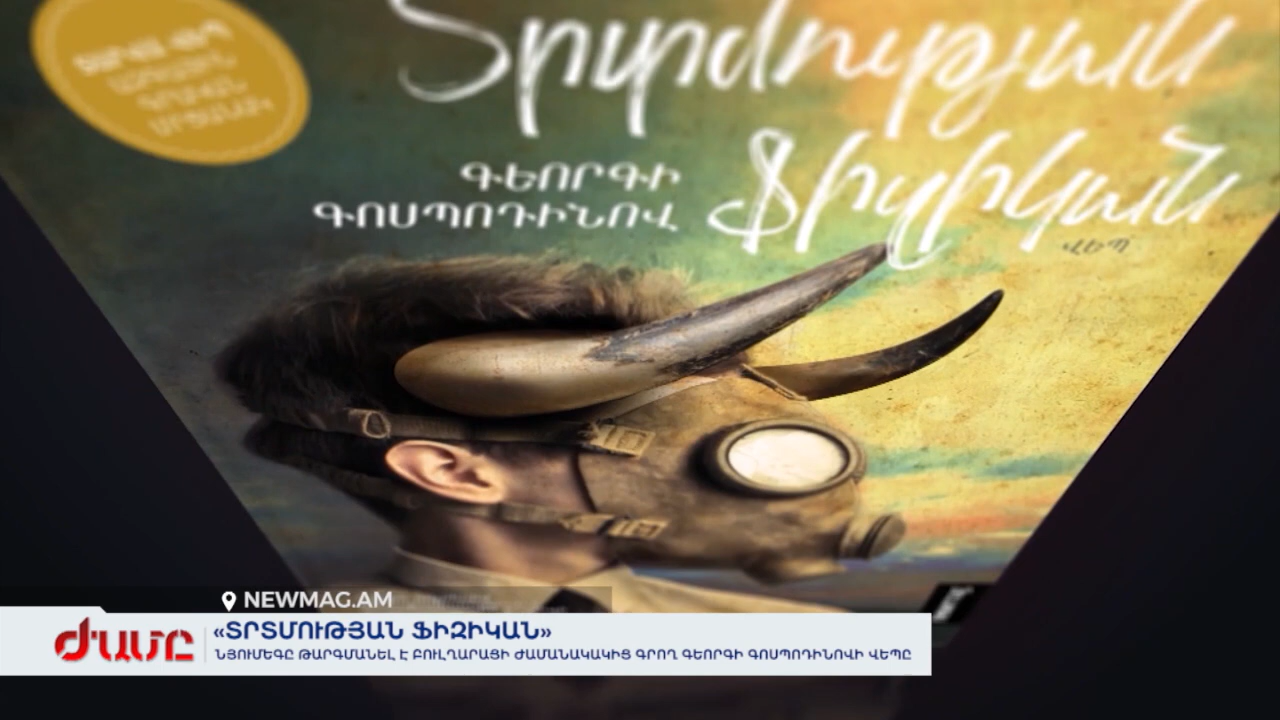 Տրտմության
Ֆիզիկան
ԳԵՈՐԳԻ
ԳՈՍՊՈԴԻՆՈՎ
ՎԵՊ
NEWMAG.AM
ԺԱՄԸ
«ՏՐՏՄՈՒԹՅԱՆ ՖԻԶԻԿԱՆ»
ՆՅՈՒՄԵԳԸ ԹԱՐԳՄԱՆԵԼ Է ԲՈՒԼՂԱՐԱՑԻ ԺԱՄԱՆԱԿԱԿԻՑ ԳՐՈՂ ԳԵՈՐԳԻ ԳՈՍՊՈԴԻՆՈՎԻ ՎԵՊԸ